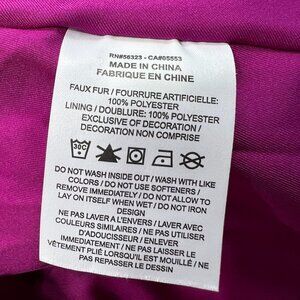 RN#56323 - CA#05553
MADE IN CHINA
FABRIQUE EN CHINE
FAUX FUR / FOURRURE ARTIFICIELLE:
100% POLYESTER
LINING / DOUBLURE: 100% POLYESTER
EXCLUSIVE OF DECORATION /
DECORATION NON COMPRISE
30C
DO NOT WASH INSIDE OUT / WASH WITH LIKE
COLORS / DO NOT USE SOFTENERS /
REMOVE IMMEDIATELY / DO NOT ALLOW TO
LAY ON ITSELF WHEN WET / DO NOT IRON
DESIGN
NE PAS LAVER A L'ENVERS / LAVER AVEC
COULEURS SIMILAIRES / NE PAS UTILISER
D'ADOUCISSEUR / ENLEVER
IMMÉDIATEMENT / NE PAS LAISSER LE
VÊTEMENT PLIÉ LORSQU'IL EST MOUILLÉ / NE
PAS REPASSER LE DESSIN